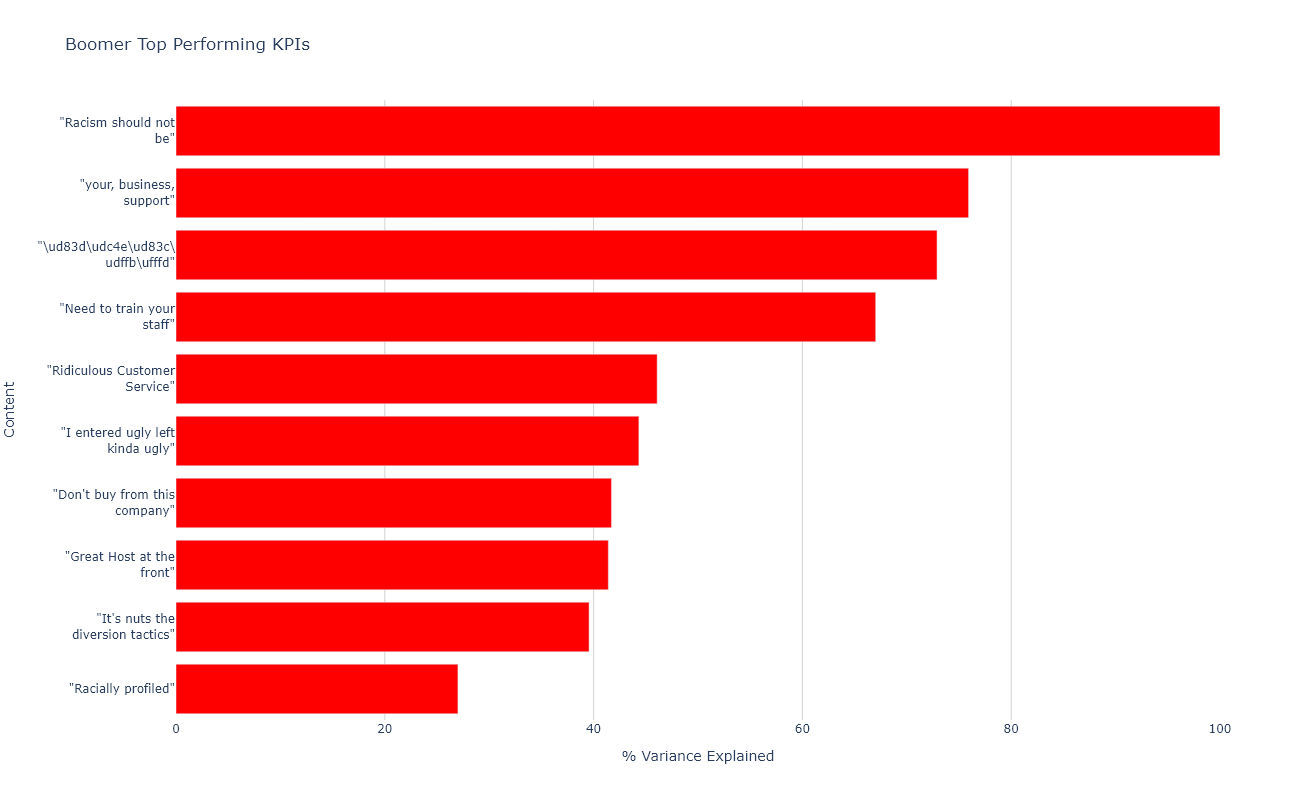 Boomer Top Performing KPIs
"Racism should not
be"
"your, business,
support"
"\ud83d\udc4e\ud83c\
udffb\ufffd"
"Need to train your
staff"
"Ridiculous Customer
Service"
"I entered ugly left
kinda ugly"
"Don't buy from this
company"
"Great Host at the
front"
"It's nuts the
diversion tactics"
"Racially profiled"
Content
0 20 40 60 80 100
% Variance Explained